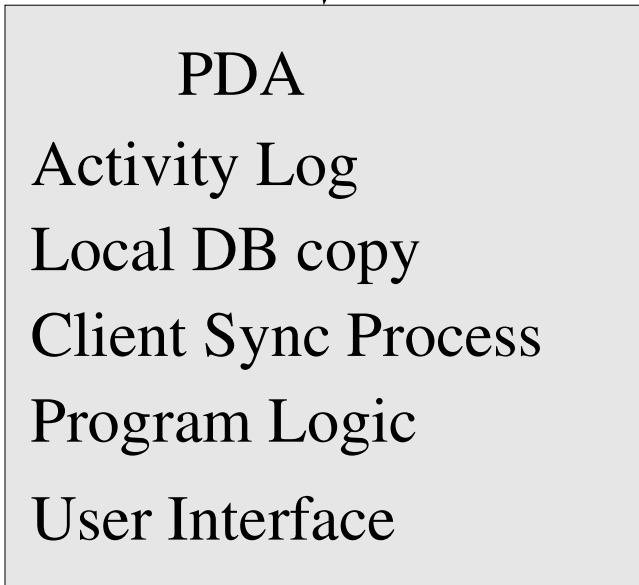 PDA
Activity Log
Local DB copy
Client Sync Process
Program Logic
User Interface